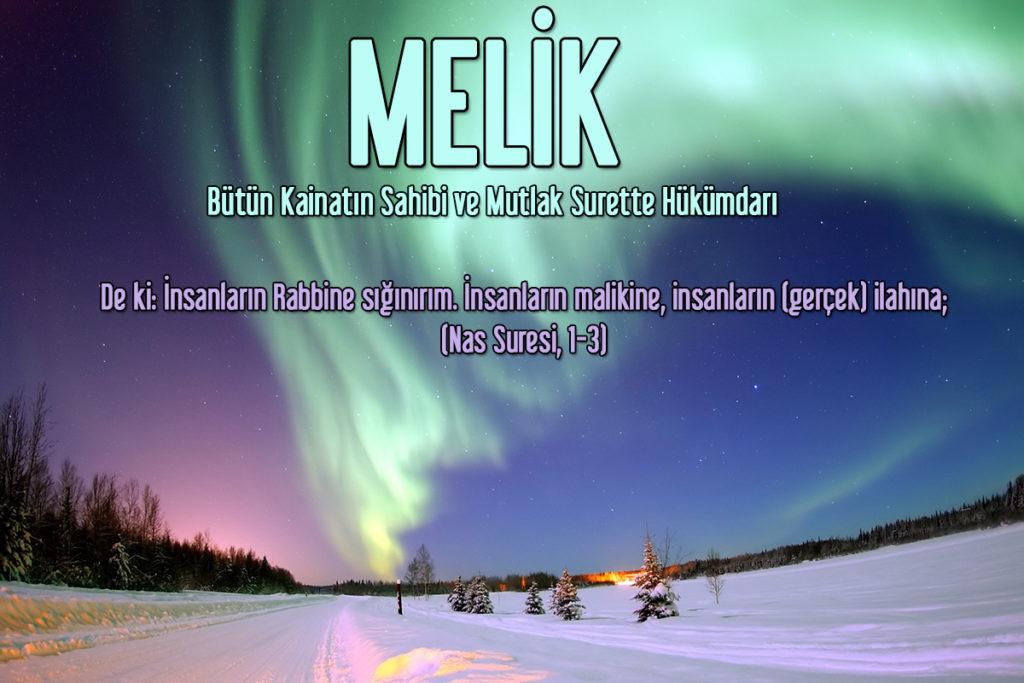 MELİK
Bütün Kainatın Sahibi ve Mutlak Surette Hükümdarı
De ki: İnsanların Rabbine sığınırım. İnsanların malikine, insanların (gerçek) ilahına;
(Nas Suresi, 1-3)